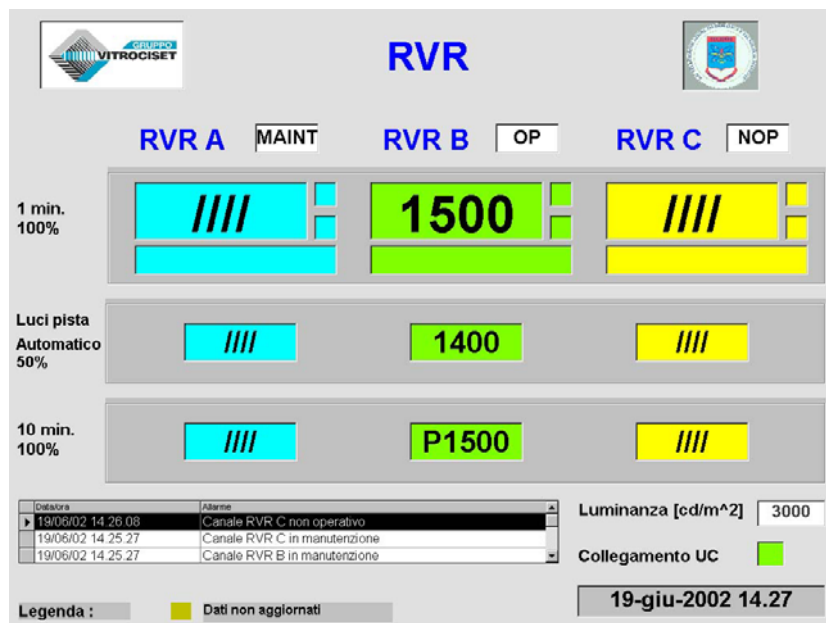 GRUPPO
VITROCISET
RVR
RVR A MAINT
RVR B OP
RVR C NOP
1 min.
100%
////
1500
////
Luci pista
Automatico
50%
////
1400
////
10 min.
100%
////
P1500
////
Data/ora Allarme
19/06/02 14.26.08 Canale RVR C non operativo
19/06/02 14.25.27 Canale RVR C in manutenzione
19/06/02 14.25.27 Canale RVR B in manutenzione
Luminanza [cd/m^2] 3000
Collegamento UC
19-giu-2002 14.27
Legenda : Dati non aggiornati